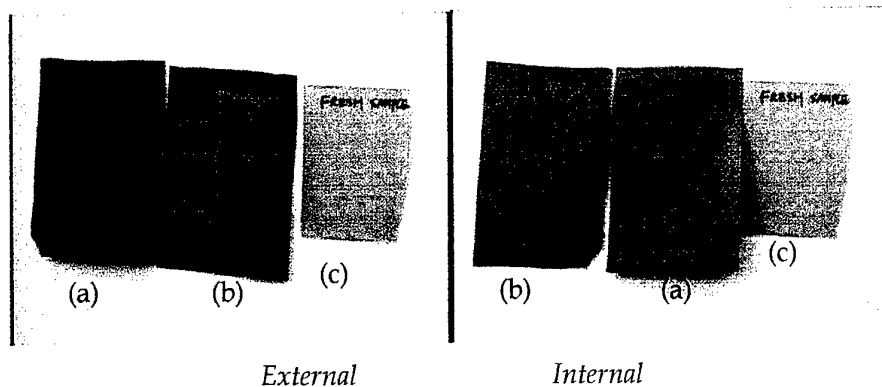 FRESH SAMPLE
FRESH SAMPLE
(a)
(b)
(c)
(b)
(a)
(c)
External
Internal